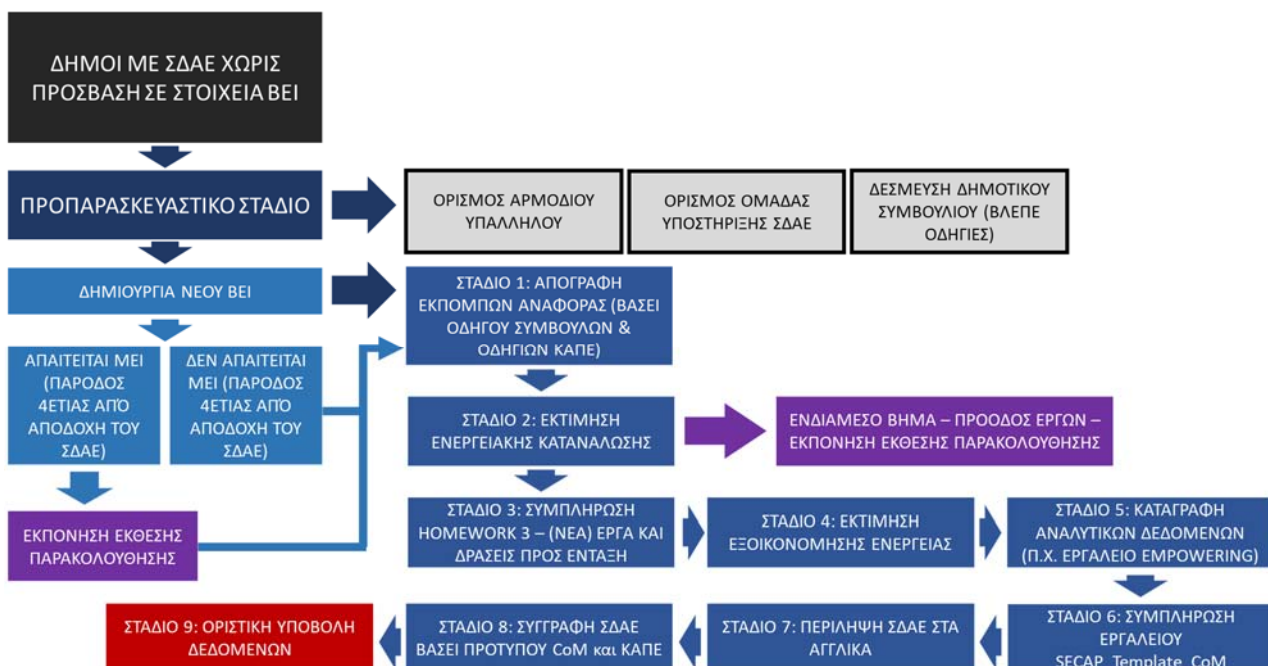 ΔΗΜΟΙ ΜΕ ΣΔΑΕ ΧΩΡΙΣ
ΠΡΟΣΒΑΣΗ ΣΕ ΣΤΟΙΧΕΙΑ ΒΕΙ
ΠΡΟΠΑΡΑΣΚΕΥΑΣΤΙΚΟ ΣΤΑΔΙΟ
ΟΡΙΣΜΟΣ ΑΡΜΟΔΙΟΥ
ΥΠΑΛΛΗΛΟΥ
ΟΡΙΣΜΟΣ ΟΜΑΔΑΣ
ΥΠΟΣΤΗΡΙΞΗΣ ΣΔΑΕ
ΔΕΣΜΕΥΣΗ ΔΗΜΟΤΙΚΟΥ
ΣΥΜΒΟΥΛΙΟΥ (ΒΛΕΠΕ
ΟΔΗΓΙΕΣ)
ΔΗΜΙΟΥΡΓΙΑ ΝΕΟΥ ΒΕΙ
ΣΤΑΔΙΟ 1: ΑΠΟΓΡΑΦΗ
ΕΚΠΟΜΠΩΝ ΑΝΑΦΟΡΑΣ (ΒΑΣΕΙ
ΟΔΗΓΟΥ ΣΥΜΒΟΥΛΩΝ &
ΟΔΗΓΙΩΝ ΚΑΠΕ)
ΑΠΑΙΤΕΙΤΑΙ ΜΕΙ
(ΠΑΡΟΔΟΣ
4ΕΤΙΑΣ ΑΠΌ
ΑΠΟΔΟΧΗ ΤΟΥ
ΣΔΑΕ)
ΔΕΝ ΑΠΑΙΤΕΙΤΑΙ
ΜΕΙ (ΠΑΡΟΔΟΣ
4ΕΤΙΑΣ ΑΠΌ
ΑΠΟΔΟΧΗ ΤΟΥ
ΣΔΑΕ)
ΣΤΑΔΙΟ 2: ΕΚΤΙΜΗΣΗ
ΕΝΕΡΓΕΙΑΚΗΣ ΚΑΤΑΝΑΛΩΣΗΣ
ΕΝΔΙΑΜΕΣΟ ΒΗΜΑ – ΠΡΟΟΔΟΣ ΕΡΓΩΝ –
ΕΚΠΟΝΗΣΗ ΕΚΘΕΣΗΣ ΠΑΡΑΚΟΛΟΥΘΗΣΗΣ
ΕΚΠΟΝΗΣΗ ΕΚΘΕΣΗΣ
ΠΑΡΑΚΟΛΟΥΘΗΣΗΣ
ΣΤΑΔΙΟ 3: ΣΥΜΠΛΗΡΩΣΗ
HOMEWORK 3 – (ΝΕΑ) ΕΡΓΑ ΚΑΙ
ΔΡΑΣΕΙΣ ΠΡΟΣ ΕΝΤΑΞΗ
ΣΤΑΔΙΟ 4: ΕΚΤΙΜΗΣΗ
ΕΞΟΙΚΟΝΟΜΗΣΗΣ ΕΝΕΡΓΕΙΑΣ
ΣΤΑΔΙΟ 5: ΚΑΤΑΓΡΑΦΗ
ΑΝΑΛΥΤΙΚΩΝ ΔΕΔΟΜΕΝΩΝ
(Π.Χ. ΕΡΓΑΛΕΙΟ EMPOWERING)
ΣΤΑΔΙΟ 9: ΟΡΙΣΤΙΚΗ ΥΠΟΒΟΛΗ
ΔΕΔΟΜΕΝΩΝ
ΣΤΑΔΙΟ 8: ΣΥΓΓΡΑΦΗ ΣΔΑΕ
ΒΑΣΕΙ ΠΡΟΤΥΠΟΥ CoM και ΚΑΠΕ
ΣΤΑΔΙΟ 7: ΠΕΡΙΛΗΨΗ ΣΔΑΕ ΣΤΑ
ΑΓΓΛΙΚΑ
ΣΤΑΔΙΟ 6: ΣΥΜΠΛΗΡΩΣΗ
ΕΡΓΑΛΕΙΟΥ
SECAP_Template_CoM